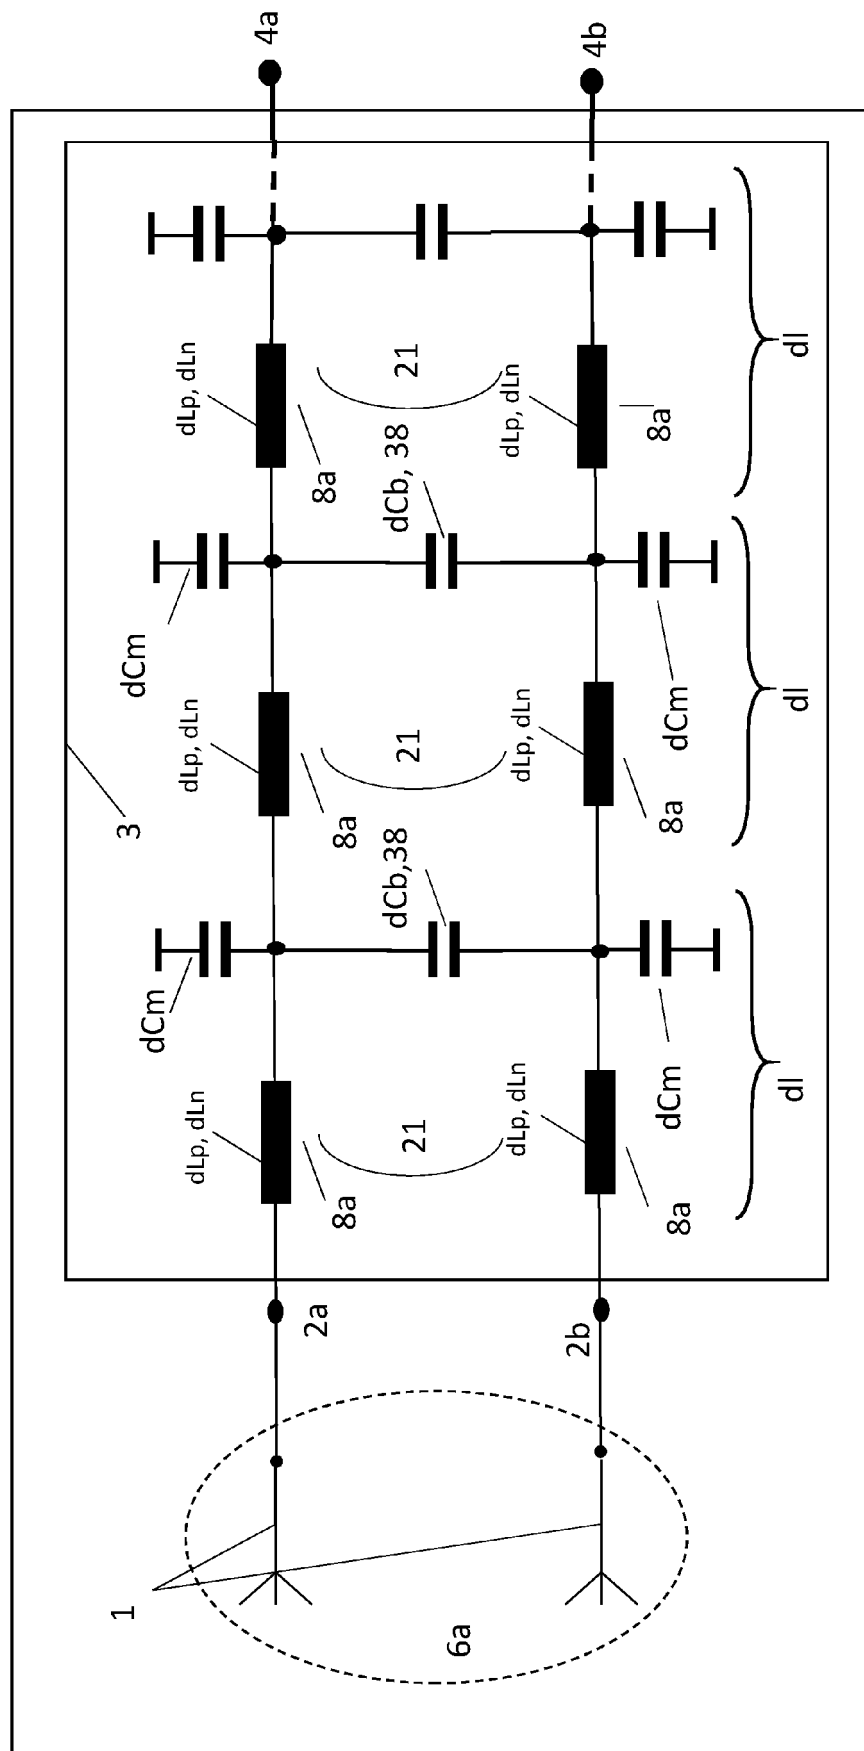 4a
4b
dLp, dLn
21
dLp, dLn
8a
dl
8a
dCb, 38
dCm
dCm
dLp, dLn
21
dLp, dLn
dl
3
8a
8a
dCb,38
dCm
dCm
dLp, dLn
21
dLp, dLn
dl
8a
8a
2a
2b
1
6a